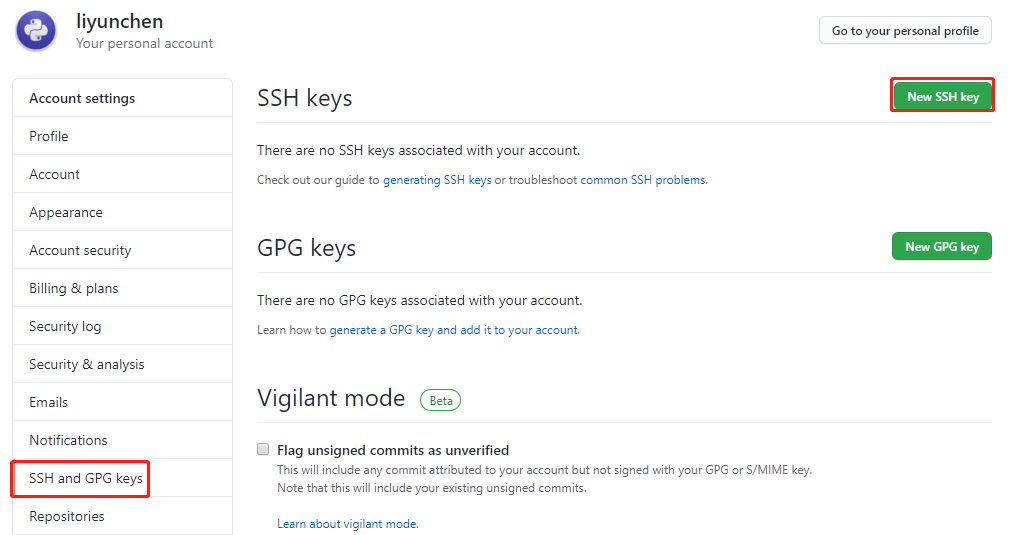 liyunchen
Your personal account
Go to your personal profile
Account settings
Profile
Account
Appearance
Account security
Billing & plans
Security log
Security & analysis
Emails
Notifications
SSH and GPG keys
Repositories
SSH keys
New SSH key
There are no SSH keys associated with your account.
Check out our guide to generating SSH keys or troubleshoot common SSH problems.
GPG keys
New GPG key
There are no GPG keys associated with your account.
Learn how to generate a GPG key and add it to your account.
Vigilant mode Beta
Flag unsigned commits as unverified
This will include any commit attributed to your account but not signed with your GPG or S/MIME key.
Note that this will include your existing unsigned commits.
Learn about vigilant mode.